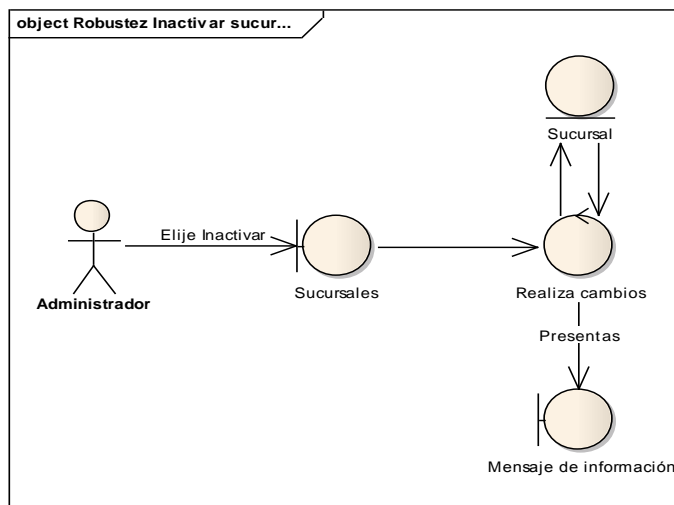 object Robustez Inactivar sucur...
Sucursal
Elije Inactivar
Administrador
Sucursales
Realiza cambios
Presentas
Mensaje de información